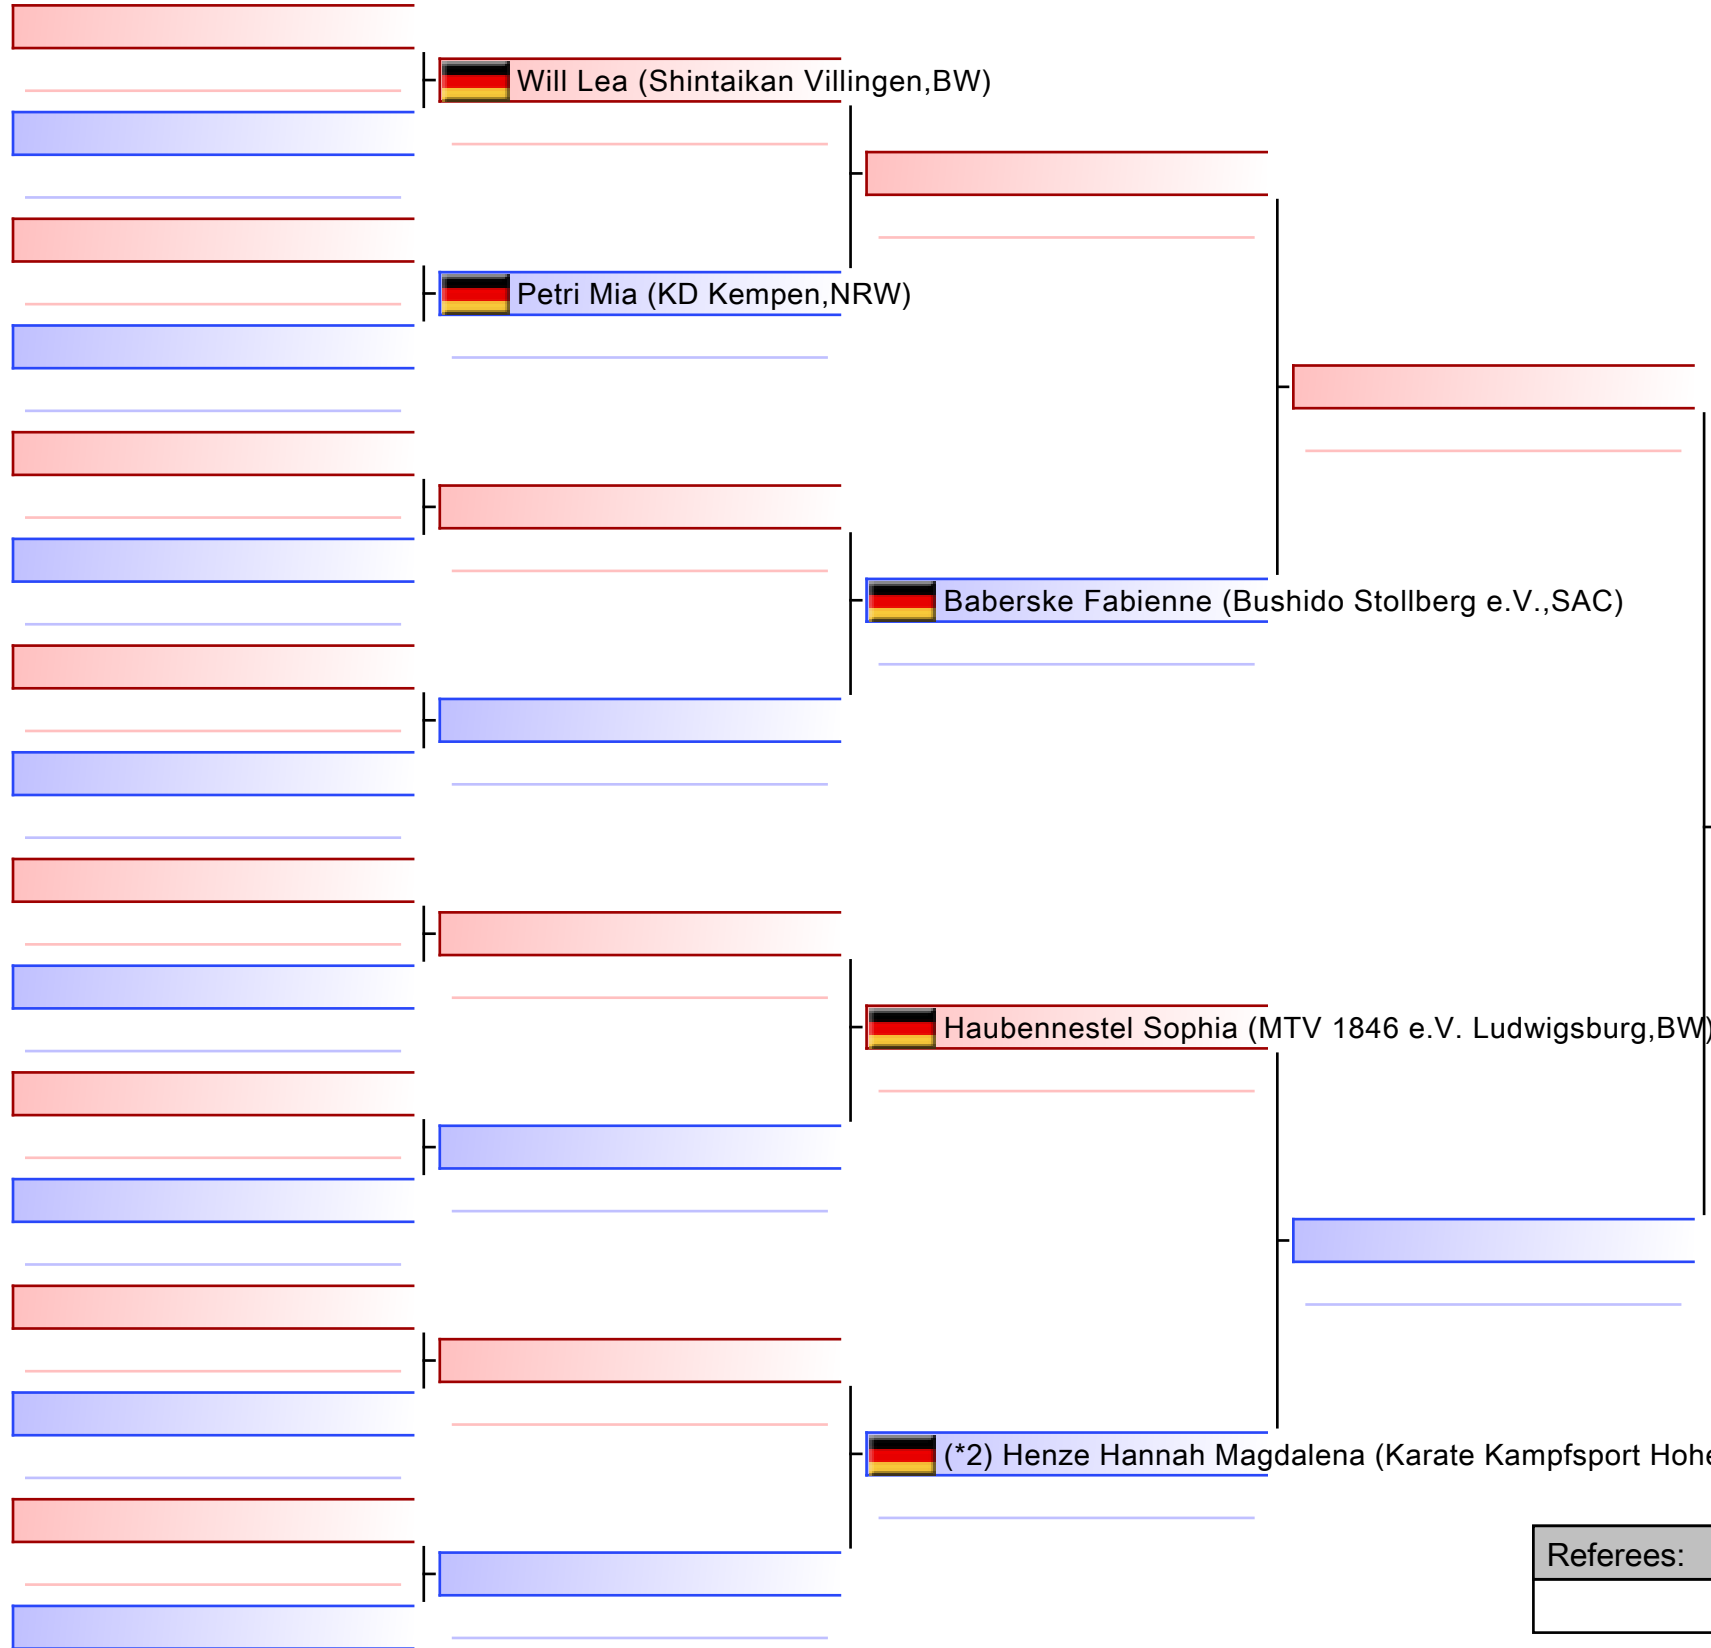 Will Lea (Shintaikan Villingen,BW)
Petri Mia (KD Kempen,NRW)
Baberske Fabienne (Bushido Stollberg e.V.,SAC)
Haubennestel Sophia (MTV 1846 e.V. Ludwigsburg,BW)
(*2) Henze Hannah Magdalena (Karate Kampfsport
Referees: